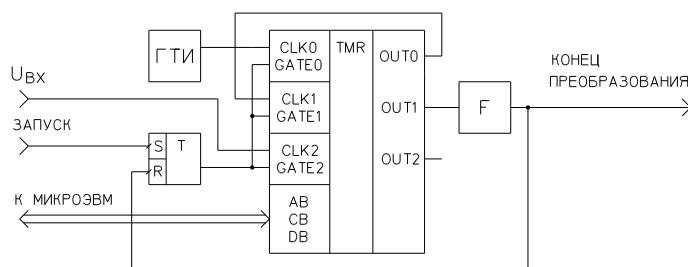 ГТИ
CLK0
GATE0
TMR
OUT0
КОНЕЦ
ПРЕОБРАЗОВАНИЯ
UВХ
CLK1
GATE1
OUT1
F
ЗАПУСК
S
T
R
CLK2
GATE2
OUT2
К МИКРОЭВМ
AB
CB
DB